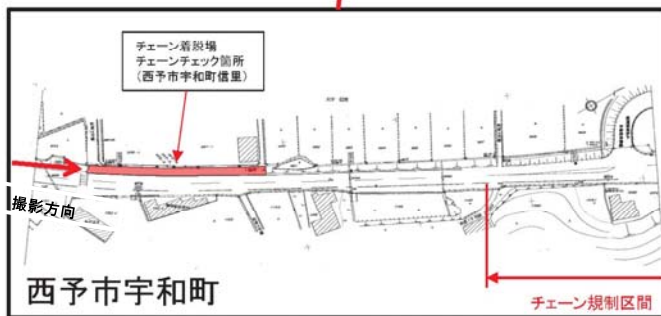 チェーン着脱場
チェーンチェック箇所
(西予市宇和町信里)
撮影方向
西予市宇和町
チェーン規制区間